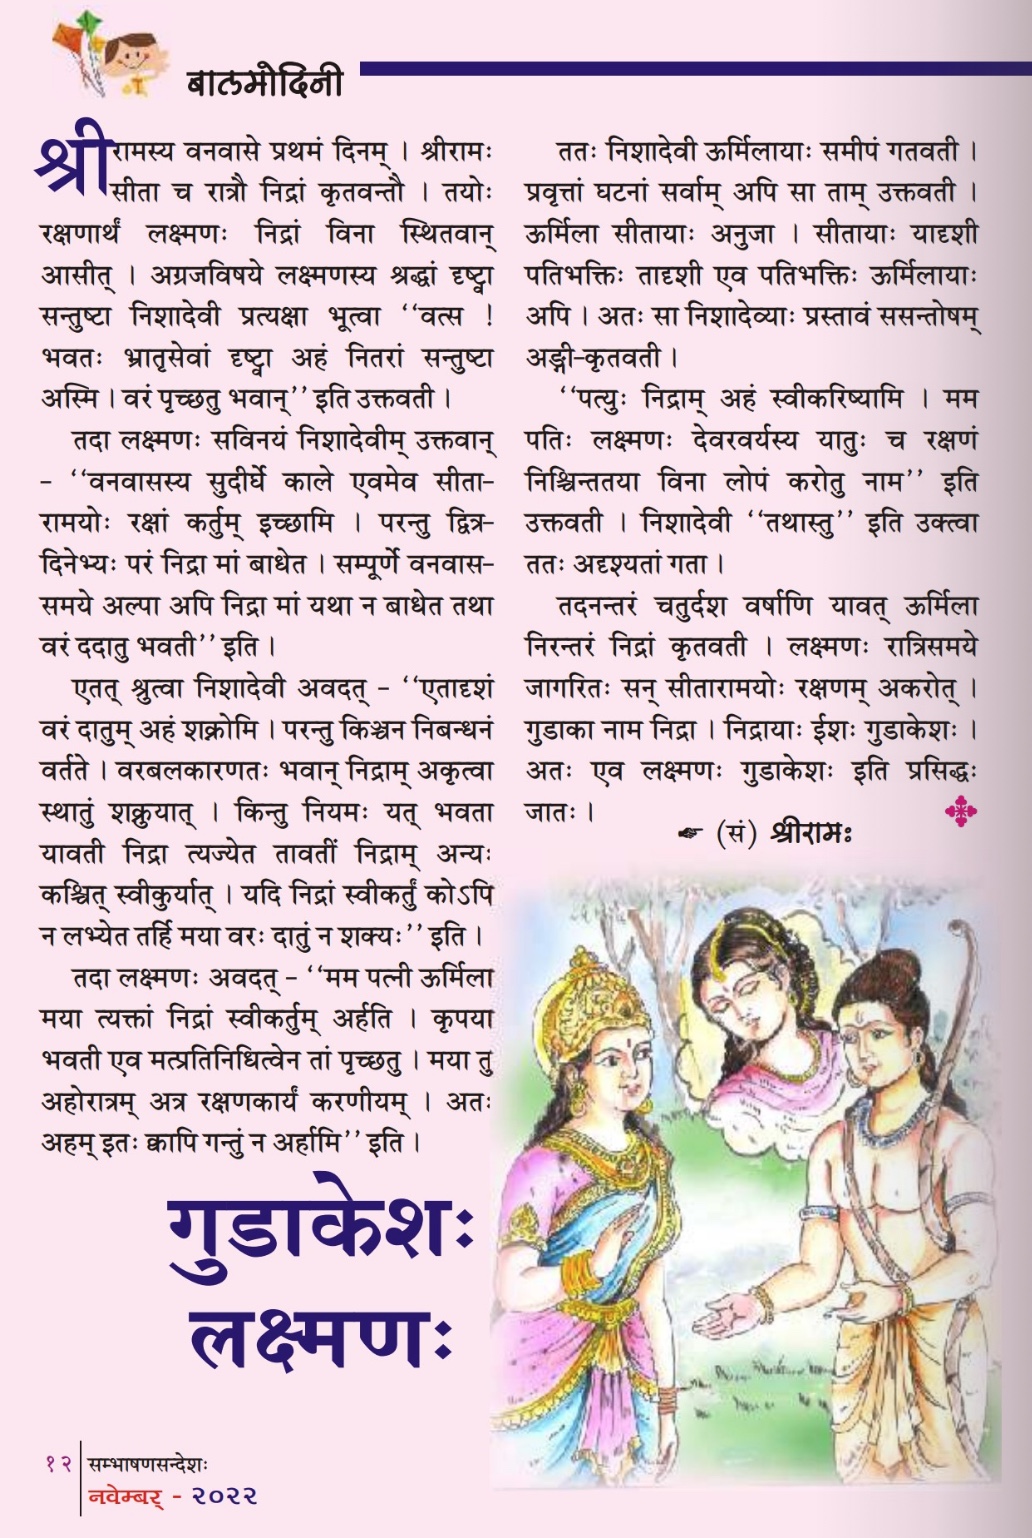 बालमोदिनी
श्रीरामस्य वनवासे प्रथमं दिनम् । श्रीरामः
सीता च रात्रौ निद्रां कृतवन्तौ । तयोः
रक्षणार्थं लक्ष्मणः निद्रां विना स्थितवान्
आसीत् । अग्रजविषये लक्ष्मणस्य श्रद्धां दृष्ट्वा
सन्तुष्टा निशादेवी प्रत्यक्षा भूत्वा ‘‘वत्स !
भवतः भ्रातृसेवां दृष्ट्वा अहं नितरां सन्तुष्टा
अस्मि । वरं पृच्छतु भवान्’’ इति उक्तवती ।
तदा लक्ष्मणः सविनयं निशादेवीम् उक्तवान्
- ‘‘वनवासस्य सुदीर्घे काले एवमेव सीता-
रामयोः रक्षां कर्तुम् इच्छामि । परन्तु द्वित्र-
दिनेभ्यः परं निद्रा मां बाधेत । सम्पूर्णे वनवास-
समये अल्पा अपि निद्रा मां यथा न बाधेत तथा
वरं ददातु भवती’’ इति ।
एतत् श्रुत्वा निशादेवी अवदत् - ‘‘एतादृशं
वरं दातुम् अहं शक्नोमि । परन्तु किञ्चन निबन्धनं
वर्तते । वरबलकारणतः भवान् निद्राम् अकृत्वा
स्थातुं शक्नुयात् । किन्तु नियमः यत् भवता
यावती निद्रा त्यज्येत तावतीं निद्राम् अन्यः
कश्चित् स्वीकुर्यात् । यदि निद्रां स्वीकर्तुं कोऽपि
न लभ्येत तर्हि मया वरः दातुं न शक्यः’’ इति ।
तदा लक्ष्मणः अवदत् - ‘‘मम पत्नी ऊर्मिला
मया त्यक्तां निद्रां स्वीकर्तुम् अर्हति । कृपया
भवती एव मत्प्रतिनिधित्वेन तां पृच्छतु । मया तु
अहोरात्रम् अत्र रक्षणकार्यं करणीयम् । अतः
अहम् इतः क्वापि गन्तुं न अर्हामि’’ इति ।
ततः निशादेवी ऊर्मिलायाः समीपं गतवती ।
प्रवृत्तां घटनां सर्वाम् अपि सा ताम् उक्तवती ।
ऊर्मिला सीतायाः अनुजा । सीतायाः यादृशी
पतिभक्तिः तादृशी एव पतिभक्तिः ऊर्मिलायाः
अपि । अतः सा निशादेव्याः प्रस्तावं ससन्तोषम्
अङ्गी-कृतवती ।
‘‘पत्युः निद्राम् अहं स्वीकरिष्यामि । मम
पतिः लक्ष्मणः देवरवर्यस्य यातुः च रक्षणं
निश्चिन्ततया विना लोपं करोतु नाम’’ इति
उक्तवती । निशादेवी ‘‘तथास्तु’’ इति उक्त्वा
ततः अदृश्यतां गता ।
तदनन्तरं चतुर्दश वर्षाणि यावत् ऊर्मिला
निरन्तरं निद्रां कृतवती । लक्ष्मणः रात्रिसमये
जागरितः सन् सीतारामयोः रक्षणम् अकरोत् ।
गुडाका नाम निद्रा । निद्रायाः ईशः गुडाकेशः ।
अतः एव लक्ष्मणः गुडाकेशः इति प्रसिद्धः
जातः ।
☛ (सं) श्रीरामः
गुडाकेशः
लक्ष्मणः
१२
सम्भाषणसन्देशः
नवेम्बर् - २०२२